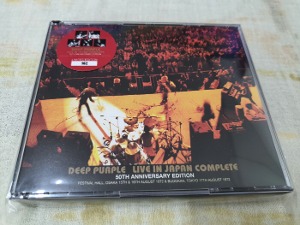 DEEP PURPLE LIVE IN JAPAN COMPLETE
50TH ANNIVERSARY EDITION
FESTIVAL HALL, OSAKA 15TH & 16TH AUGUST 1972 & BUDOKAN, TOKYO 17TH AUGUST 1972